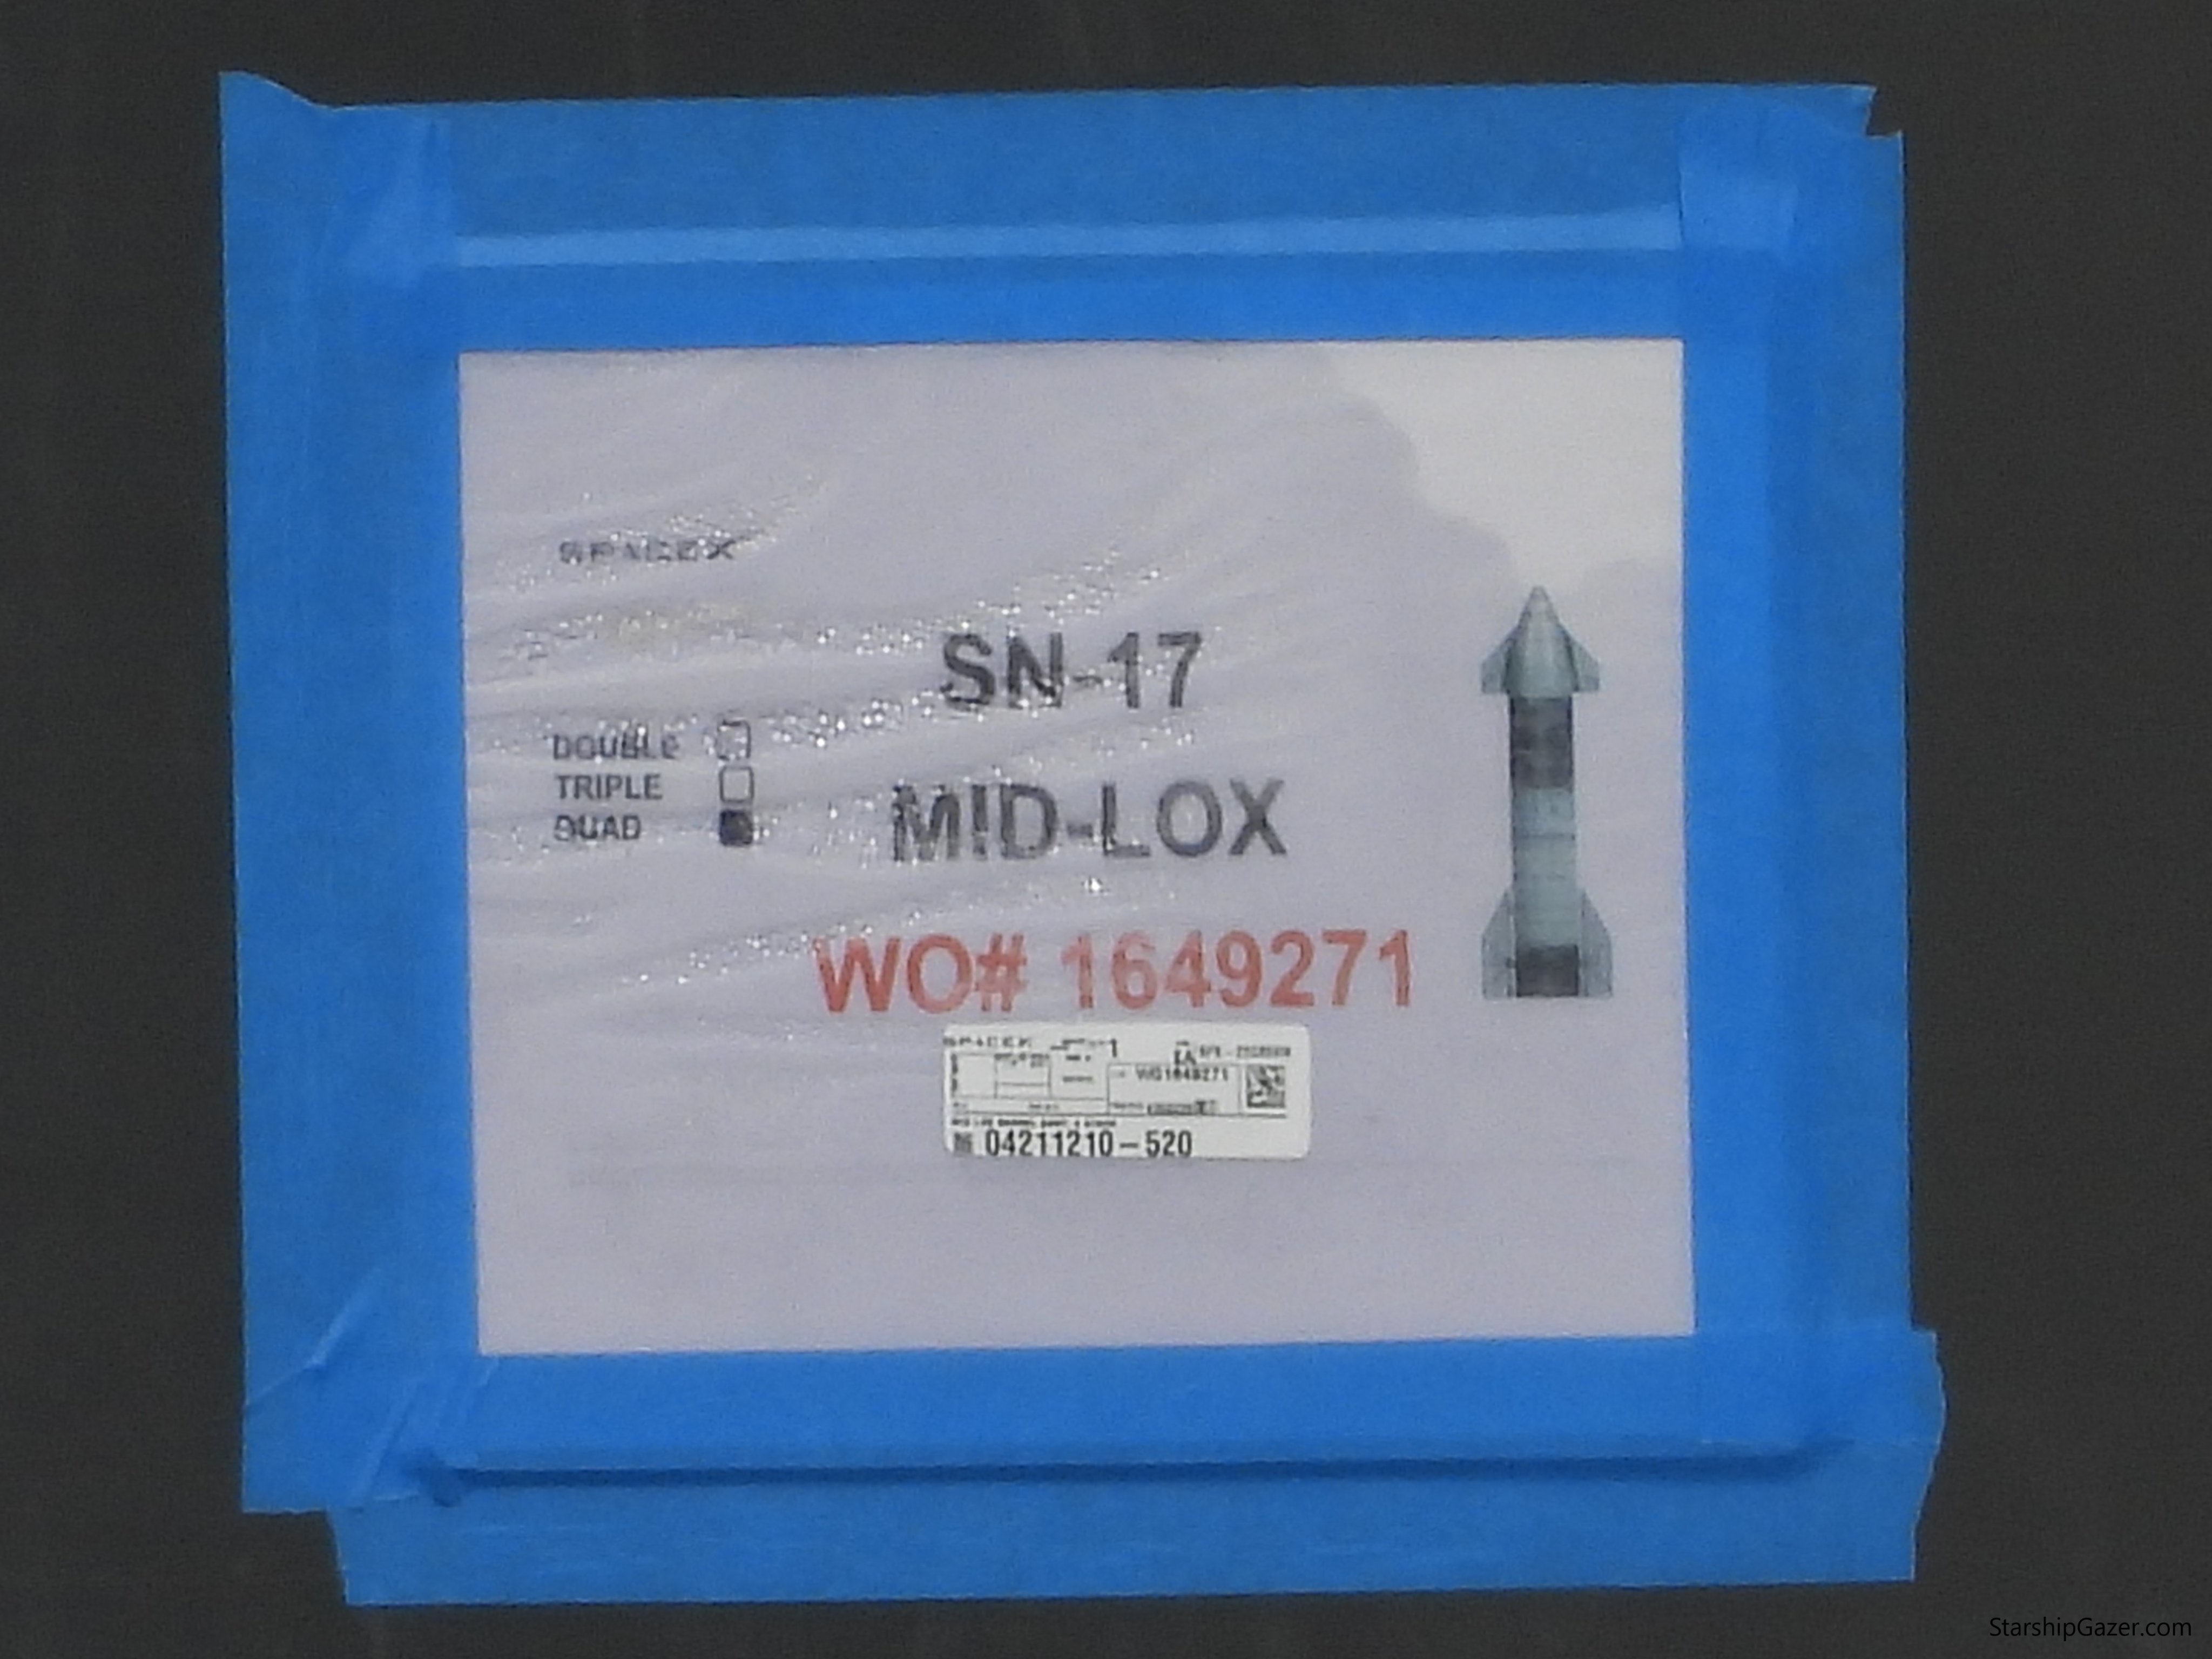 SPACEX
SN-17
DOUBLE
TRIPLE
QUAD
MID-LOX
WO# 1649271
SPACEX
WO1649271
04211210-520
StarshipGazer.com